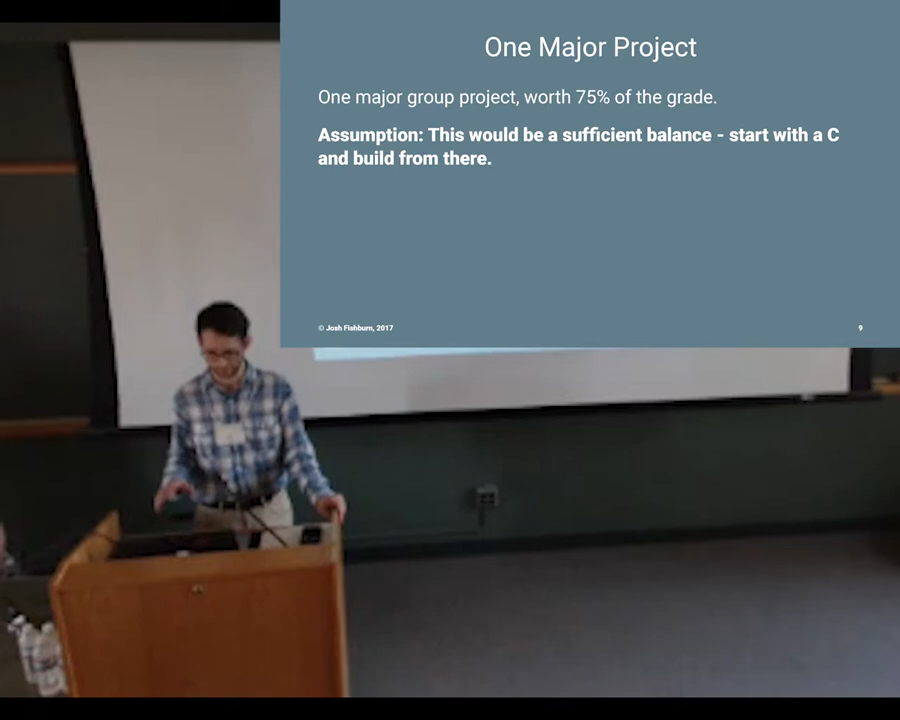 One Major Project
One major group project, worth 75% of the grade.
Assumption: This would be a sufficient balance - start with a C
and build from there.
© Josh Fishburn, 2017
9